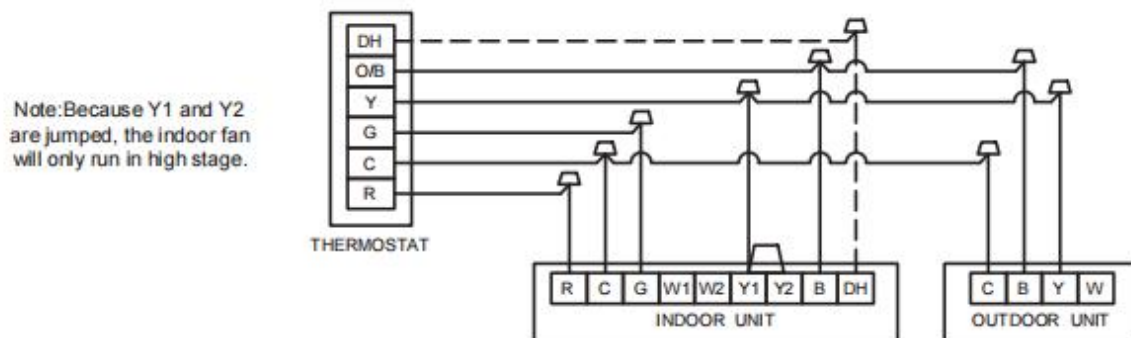 DH
O/B
Y
G
C
R
THERMOSTAT
Note:Because Y1 and Y2
are jumped, the indoor fan
will only run in high stage.
R C G W1 W2 Y1 Y2 B DH
INDOOR UNIT
C B Y W
OUTDOOR UNIT